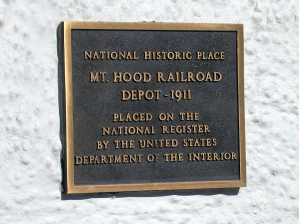 NATIONAL HISTORIC PLACE
MT. HOOD RAILROAD
DEPOT - 1911
PLACED ON THE
NATIONAL REGISTER
BY THE UNITED STATES
DEPARTMENT OF THE INTERIOR